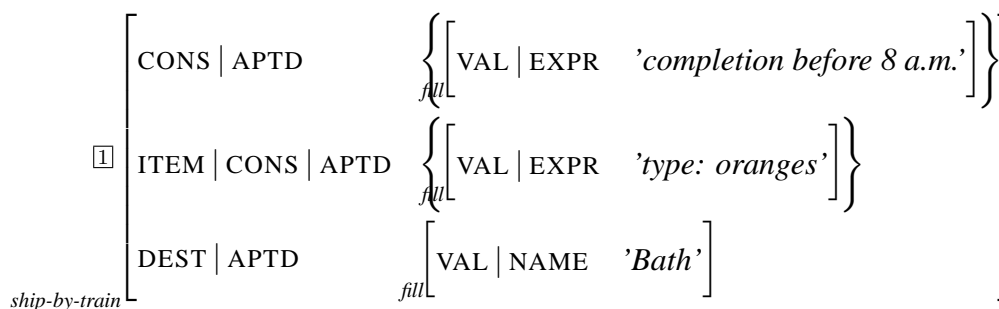 CONS | APTD {fill[VAL | EXPR 'completion before 8 a.m.']}
1 ITEM | CONS | APTD {fill[VAL | EXPR 'type: oranges']}
DEST | APTD fill[VAL | NAME 'Bath']
ship-by-train